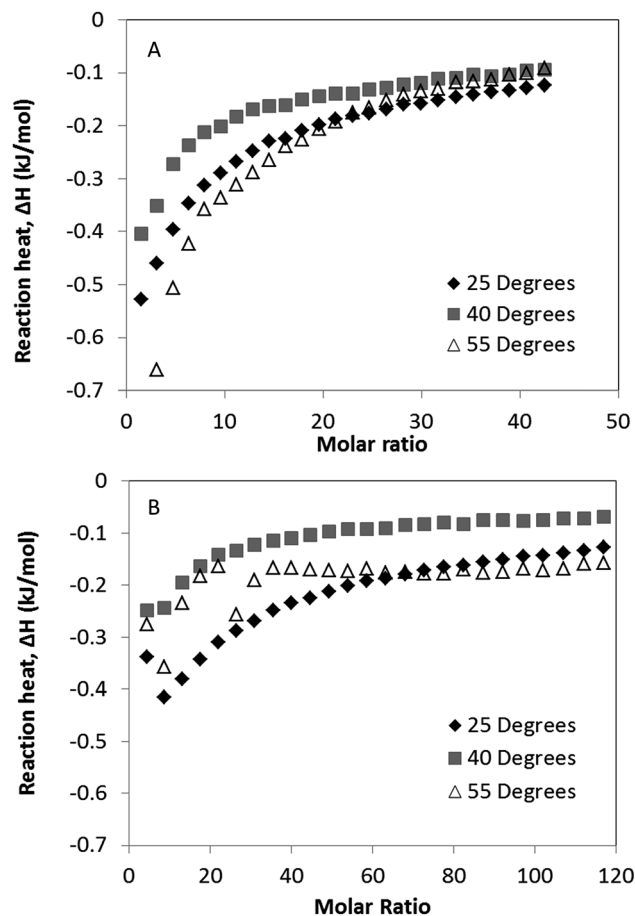 A
0
-0.1
-0.2
-0.3
-0.4
-0.5
-0.6
-0.7
Reaction heat, ΔH (kJ/mol)
25 Degrees
40 Degrees
55 Degrees
0 10 20 30 40 50
Molar ratio
B
0
-0.1
-0.2
-0.3
-0.4
-0.5
-0.6
-0.7
Reaction heat, ΔH (kJ/mol)
25 Degrees
40 Degrees
55 Degrees
0 20 40 60 80 100 120
Molar Ratio